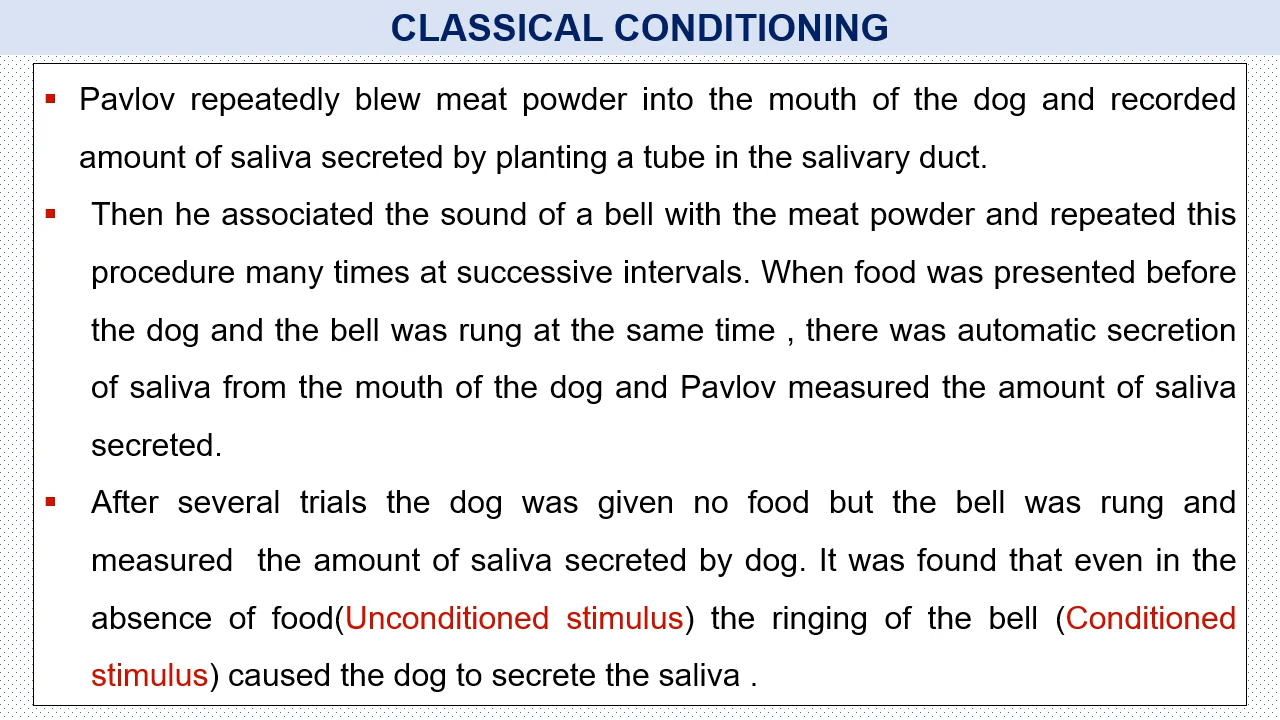 CLASSICAL CONDITIONING
▪ Pavlov repeatedly blew meat powder into the mouth of the dog and recorded
amount of saliva secreted by planting a tube in the salivary duct.
▪ Then he associated the sound of a bell with the meat powder and repeated this
procedure many times at successive intervals. When food was presented before
the dog and the bell was rung at the same time , there was automatic secretion
of saliva from the mouth of the dog and Pavlov measured the amount of saliva
secreted.
▪ After several trials the dog was given no food but the bell was rung and
measured  the amount of saliva secreted by dog. It was found that even in the
absence of food(Unconditioned stimulus) the ringing of the bell (Conditioned
stimulus) caused the dog to secrete the saliva .